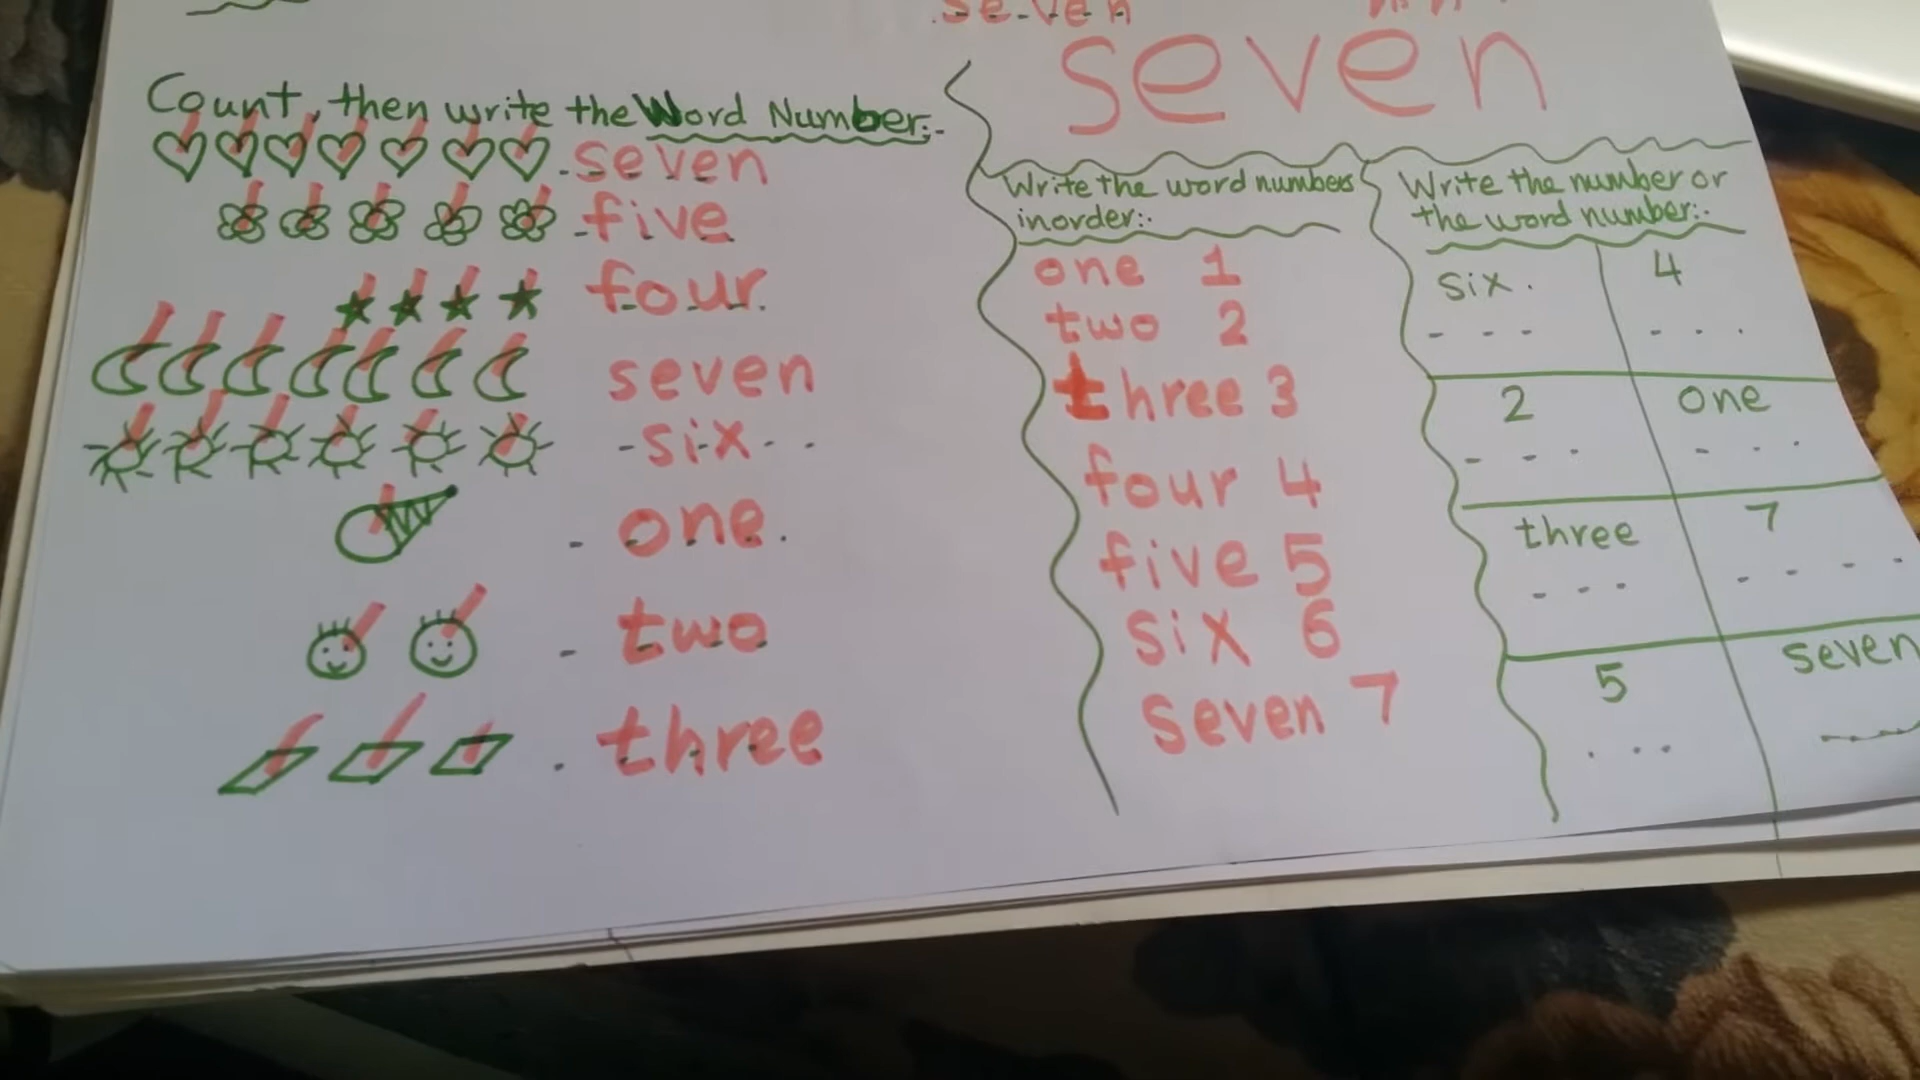 seven
seven
Count, then write the Word Number:-
seven
five
four
seven
six
one
two
three
Write the word numbers
inorder:.
one 1
two 2
three 3
four 4
five 5
six 6
seven 7
Write the number or
the word number:.
six. 4
2 one
three 7
5 seven